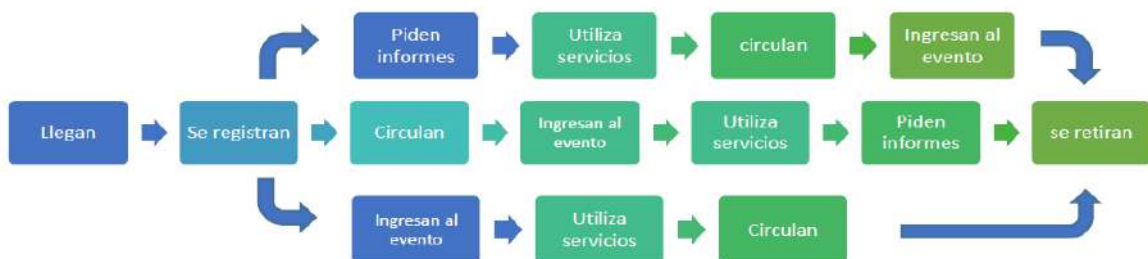 Piden
informes
Utiliza
servicios
circulan
Ingresan al
evento
Llegan
Se registran
Circulan
Ingresan al
evento
Utiliza
servicios
Piden
informes
se retiran
Ingresan al
evento
Utiliza
servicios
Circulan